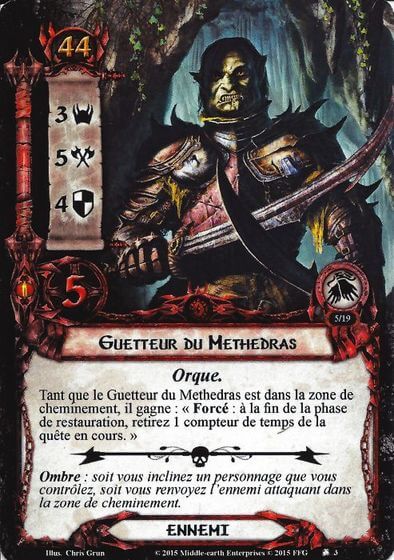 44
3
5
4
5
5/19
Guetteur du Methedras
Orque.
Tant que le Guetteur du Methedras est dans la zone de
cheminement, il gagne : « Forcé : à la fin de la phase
de restauration, retirez 1 compteur de temps de la
quête en cours. »
Ombre : soit vous inclinez un personnage que vous
contrôlez, soit vous renvoyez l'ennemi attaquant dans
la zone de cheminement.
ENNEMI
Illus. Chris Grun © 2015 Middle-earth Enterprises © 2015 FFG 5